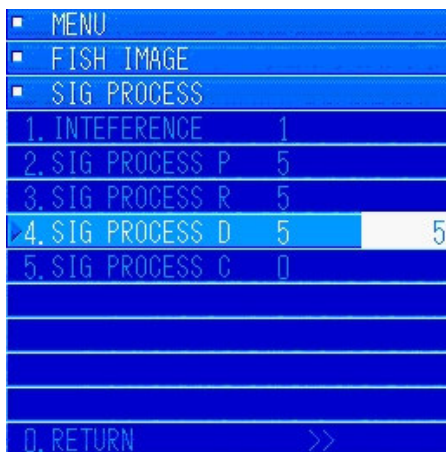 MENU
FISH IMAGE
SIG PROCESS
1. INTEFERENCE 1
2. SIG PROCESS P 5
3. SIG PROCESS R 5
4. SIG PROCESS D 5 5
5. SIG PROCESS C 0
0. RETURN >>